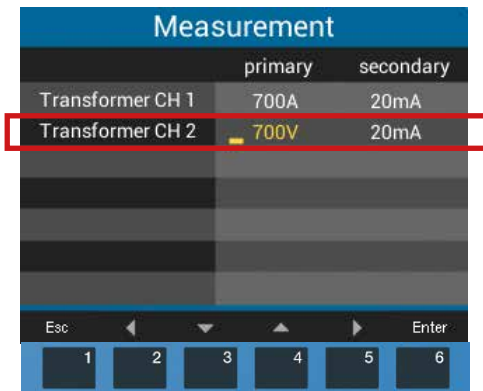 Measurement
primary secondary
Transformer CH 1 700A 20mA
Transformer CH 2 700V 20mA
Esc Enter
1 2 3 4 5 6